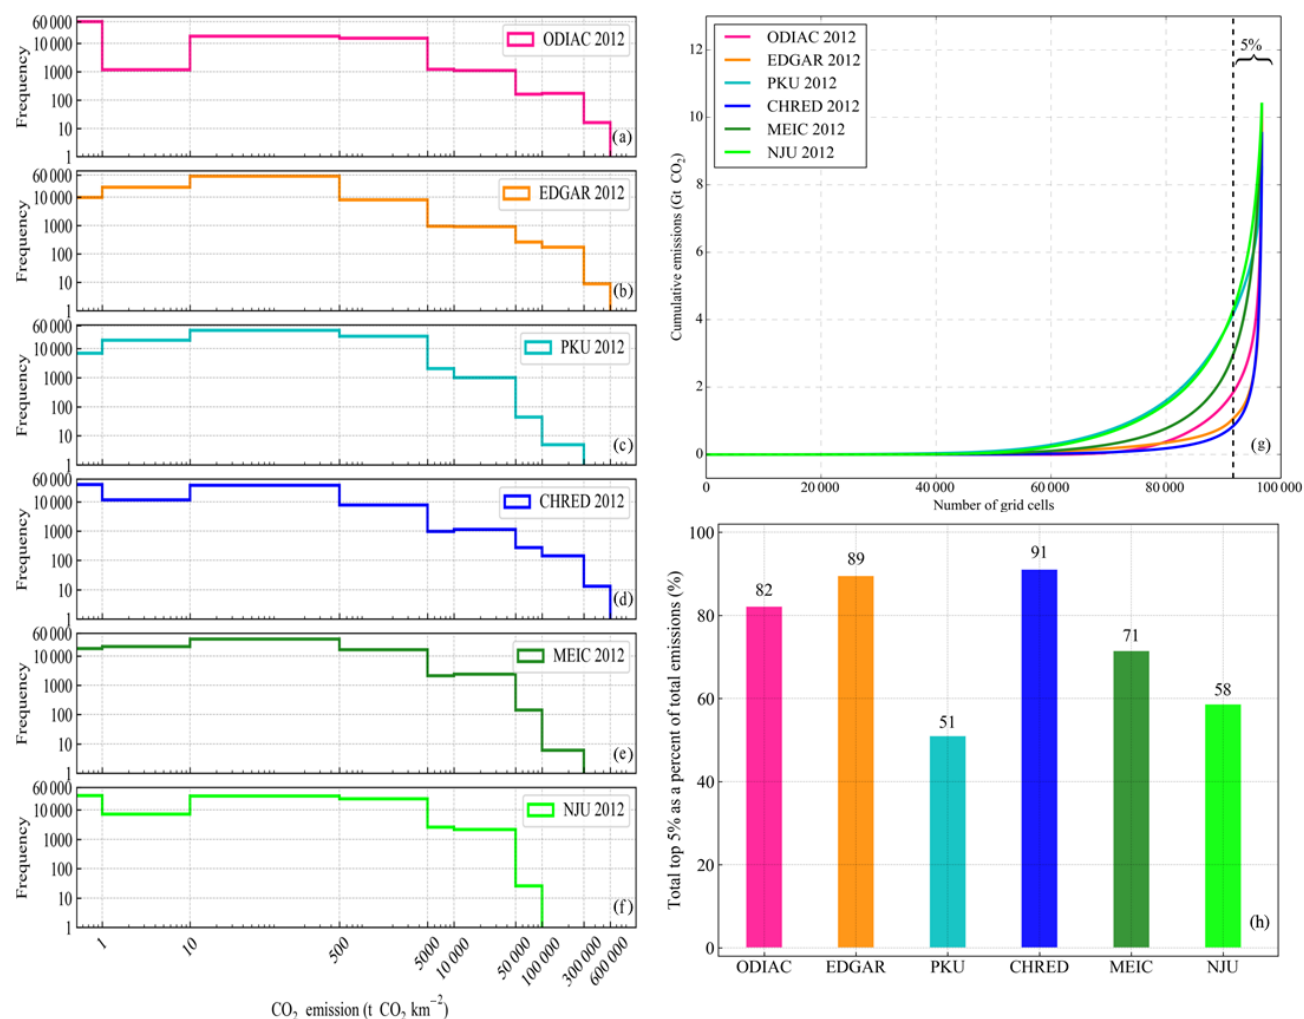 Frequency
60 000
10 000
1000
100
10
1
ODIAC 2012
(a)
Frequency
60 000
10 000
1000
100
10
1
EDGAR 2012
(b)
Frequency
60 000
10 000
1000
100
10
1
PKU 2012
(c)
Frequency
60 000
10 000
1000
100
10
1
CHRED 2012
(d)
Frequency
60 000
10 000
1000
100
10
1
MEIC 2012
(e)
Frequency
60 000
10 000
1000
100
10
1
NJU 2012
(f)
1 10 500 5000 10 000 50 000 100 000 300 000 600 000
CO₂ emission (t CO₂ km⁻²)
Cumulative emissions (Gt CO₂)
12
10
8
6
4
2
0
ODIAC 2012
EDGAR 2012
PKU 2012
CHRED 2012
MEIC 2012
NJU 2012
5%
(g)
0 20 000 40 000 60 000 80 000 100 000
Number of grid cells
Total top 5% as a percent of total emissions (%)
100
80
60
40
20
0
82
89
51
91
71
58
(h)
ODIAC EDGAR PKU CHRED MEIC NJU